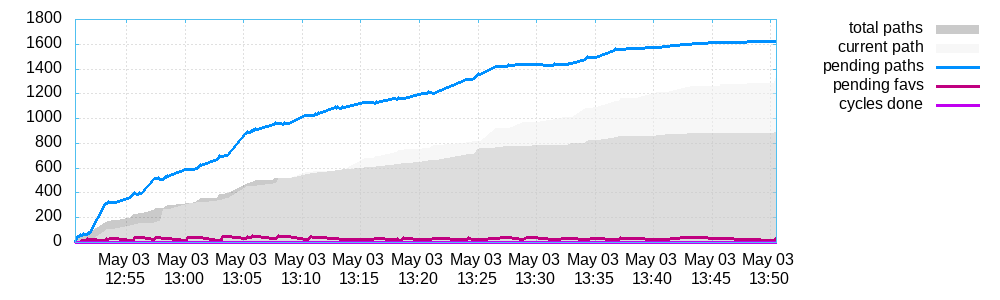 1800
1600
1400
1200
1000
800
600
400
200
0
May 03 May 03 May 03 May 03 May 03 May 03 May 03 May 03 May 03 May 03 May 03 May 03
12:55 13:00 13:05 13:10 13:15 13:20 13:25 13:30 13:35 13:40 13:45 13:50
total paths
current path
pending paths
pending favs
cycles done